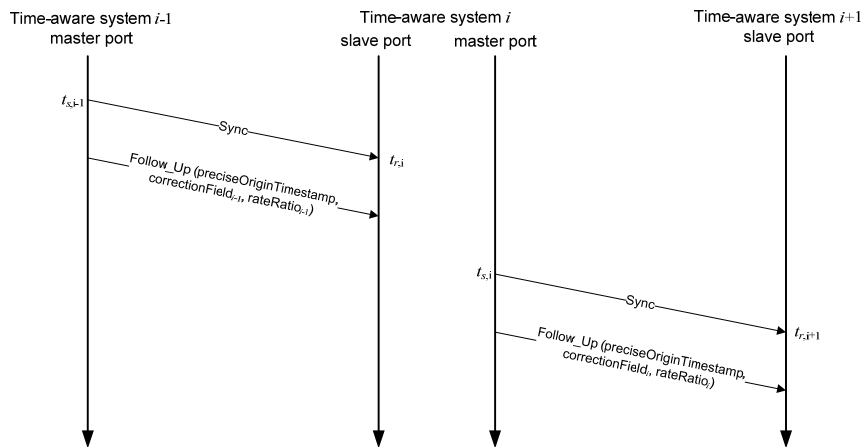 Time-aware system i-1
master port
Time-aware system i
slave port
master port
Time-aware system i+1
slave port
ts,i-1
Sync
tr,i
Follow_Up (preciseOriginTimestamp,
correctionFieldi-1, rateRatioi-1)
ts,i
Sync
tr,i+1
Follow_Up (preciseOriginTimestamp,
correctionFieldi, rateRatioi)